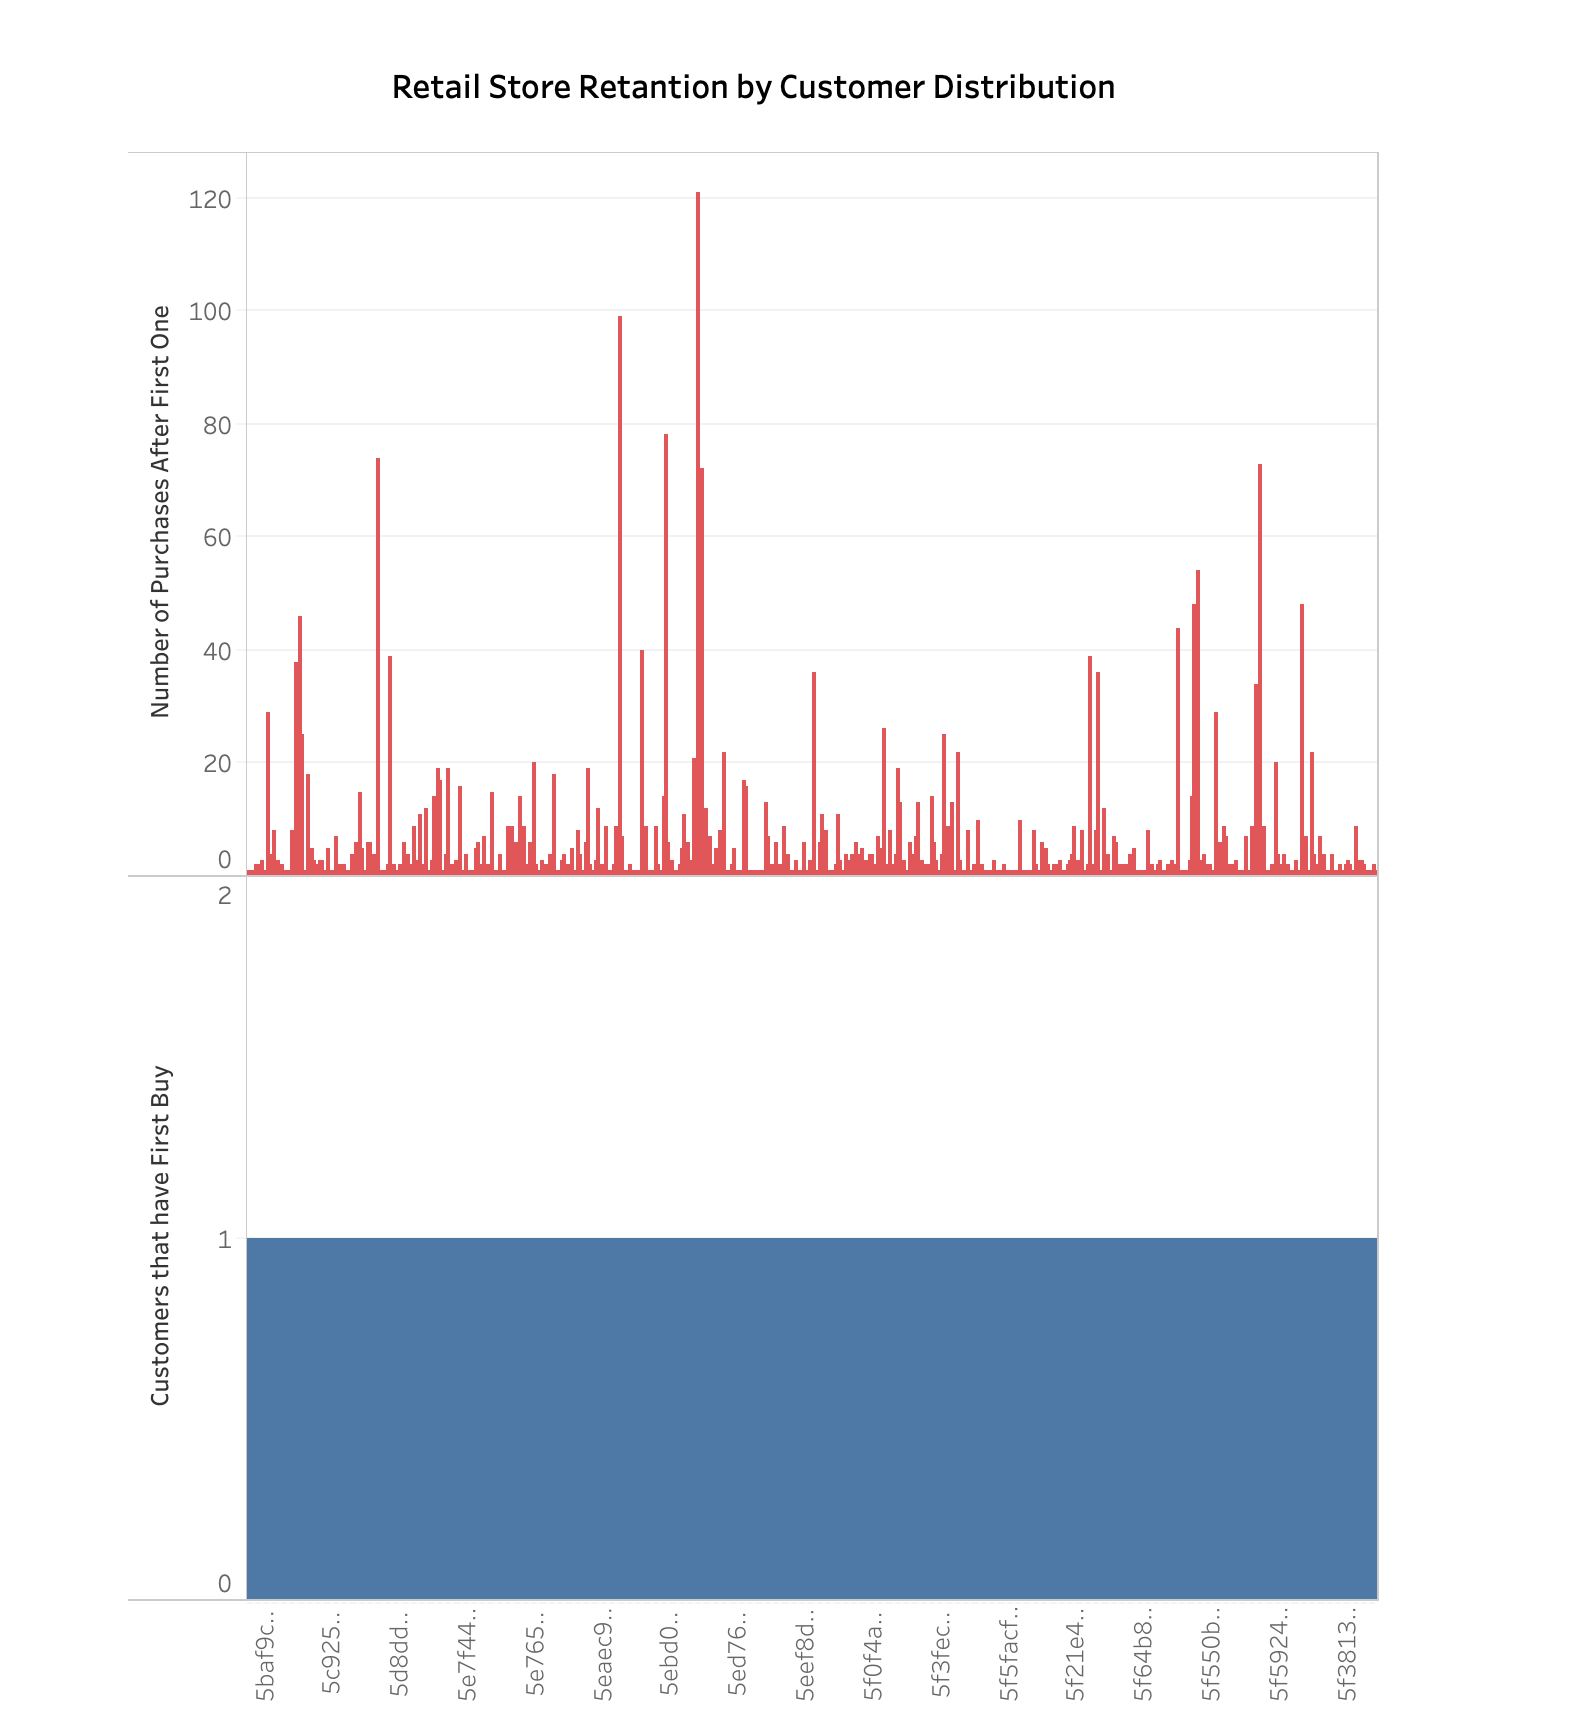 Retail Store Retantion by Customer Distribution
Number of Purchases After First One
120
100
80
60
40
20
0
Customers that have First Buy
2
1
0
5baf9c..
5c925..
5d8dd..
5e7f44..
5e765..
5eaec9..
5ebd0..
5ed76..
5eef8d..
5f0f4a..
5f3fec..
5f5facf..
5f21e4..
5f64b8..
5f550b..
5f5924..
5f3813..